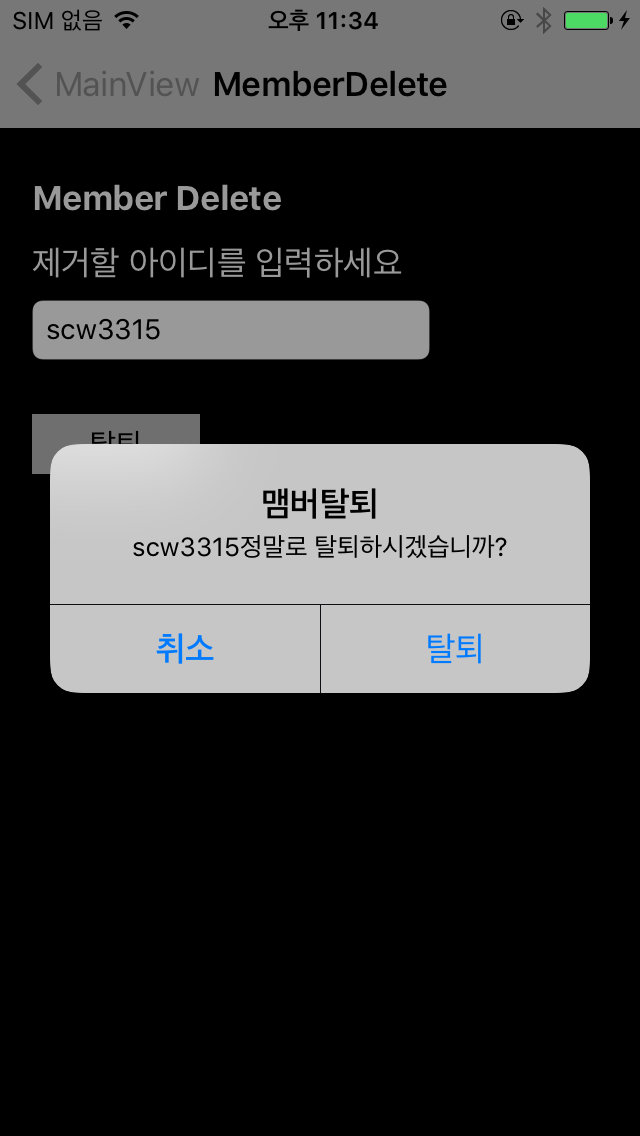 SIM 없음 오후 11:34
MainView MemberDelete
Member Delete
제거할 아이디를 입력하세요
scw3315
탈퇴
맴버탈퇴
scw3315정말로 탈퇴하시겠습니까?
취소 탈퇴